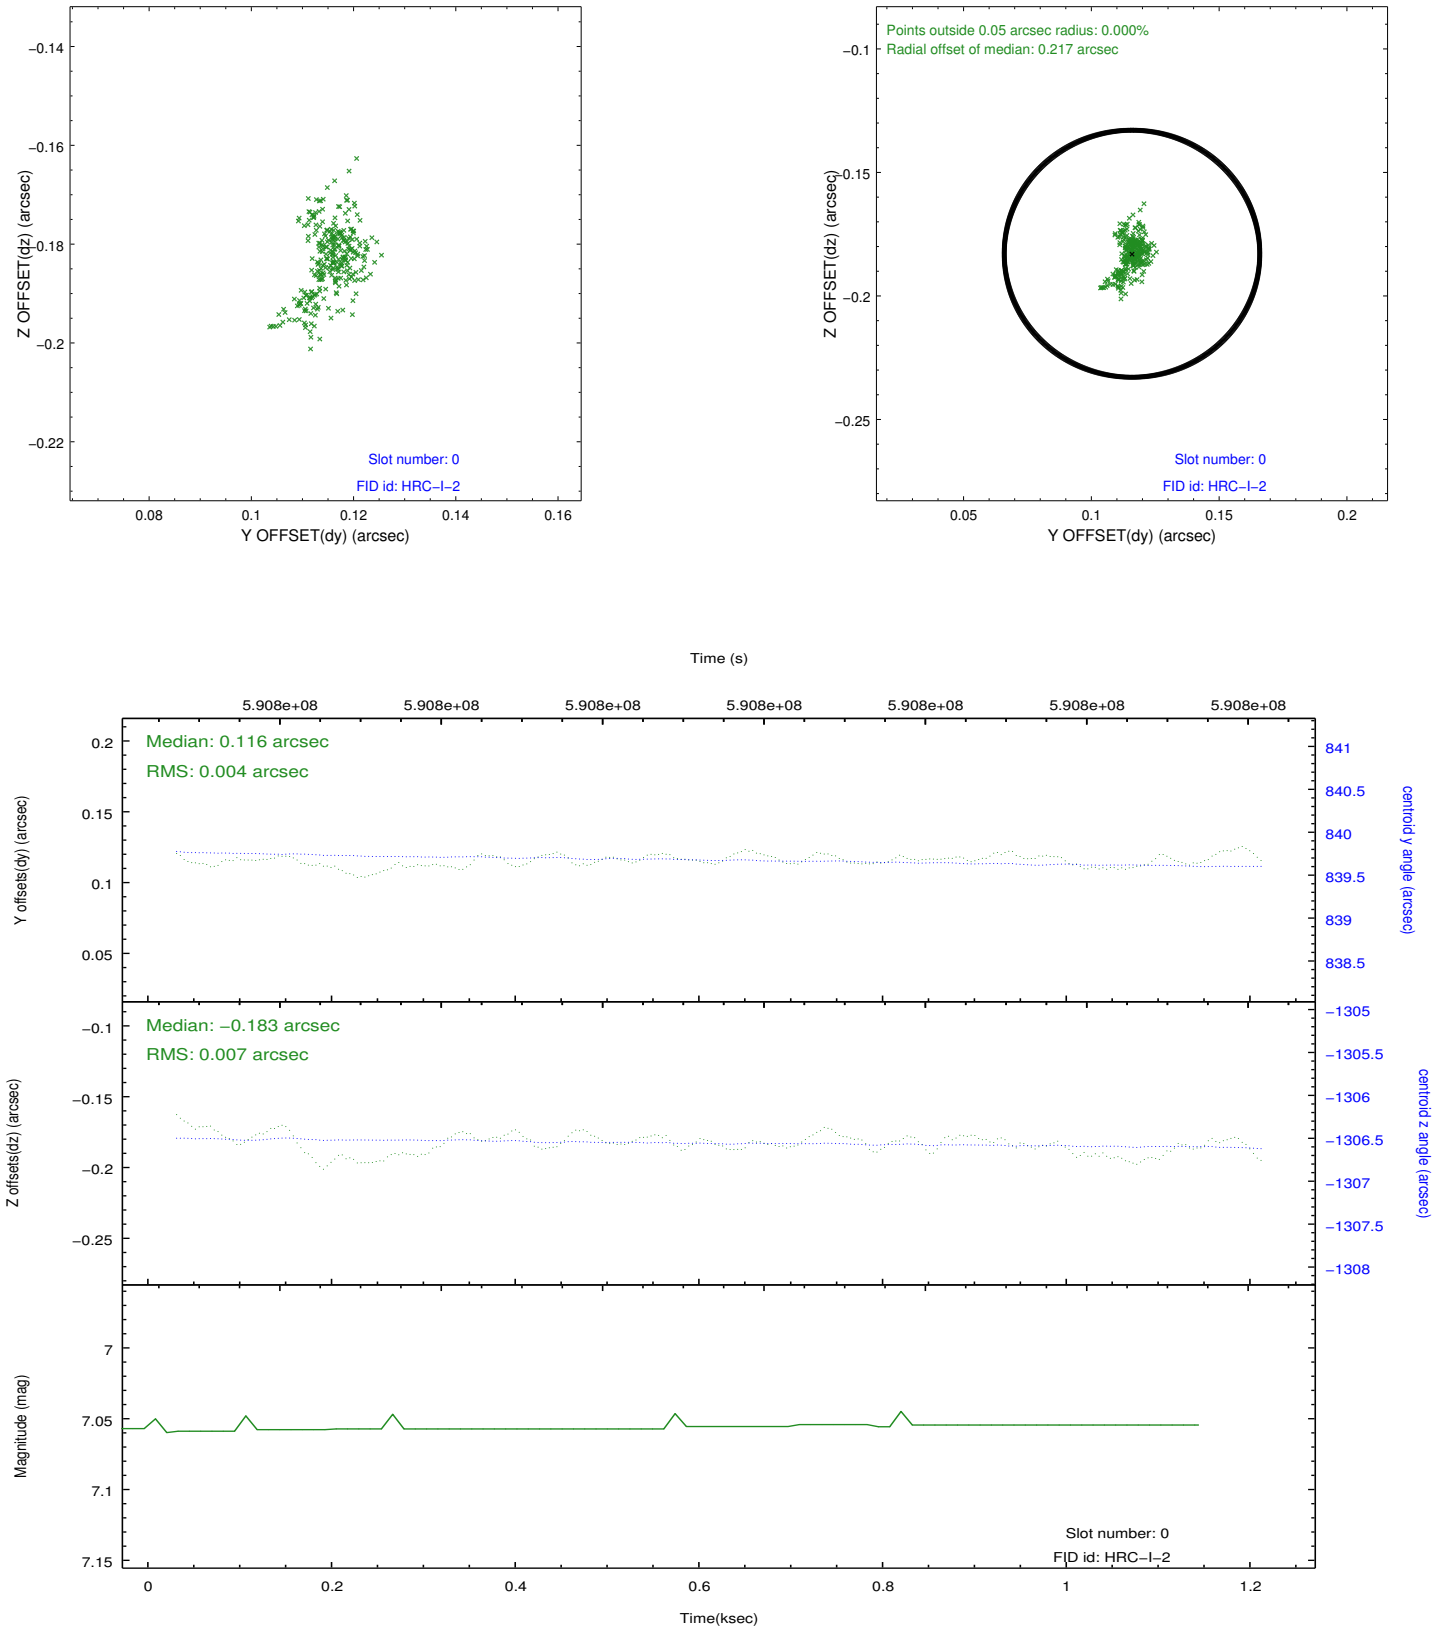 −0.14
−0.16
−0.18
−0.2
−0.22
Z OFFSET(dz) (arcsec)
Slot number: 0
FID id: HRC−I−2
0.08
0.1
0.12
0.14
0.16
Y OFFSET(dy) (arcsec)
Points outside 0.05 arcsec radius: 0.000%
Radial offset of median: 0.217 arcsec
−0.1
−0.15
−0.2
−0.25
Z OFFSET(dz) (arcsec)
Slot number: 0
FID id: HRC−I−2
0.05
0.1
0.15
0.2
Y OFFSET(dy) (arcsec)
Time (s)
5.908e+08
5.908e+08
5.908e+08
5.908e+08
5.908e+08
5.908e+08
5.908e+08
Median: 0.116 arcsec
RMS: 0.004 arcsec
0.2
0.15
0.1
0.05
Y offsets(dy) (arcsec)
841
840.5
840
839.5
839
838.5
centroid y angle (arcsec)
Median: −0.183 arcsec
RMS: 0.007 arcsec
−0.1
−0.15
−0.2
−0.25
Z offsets(dz) (arcsec)
−1305
−1305.5
−1306
−1306.5
−1307
−1307.5
−1308
centroid z angle (arcsec)
7
7.05
7.1
7.15
Magnitude (mag)
Slot number: 0
FID id: HRC−I−2
0
0.2
0.4
0.6
0.8
1
1.2
Time(ksec)